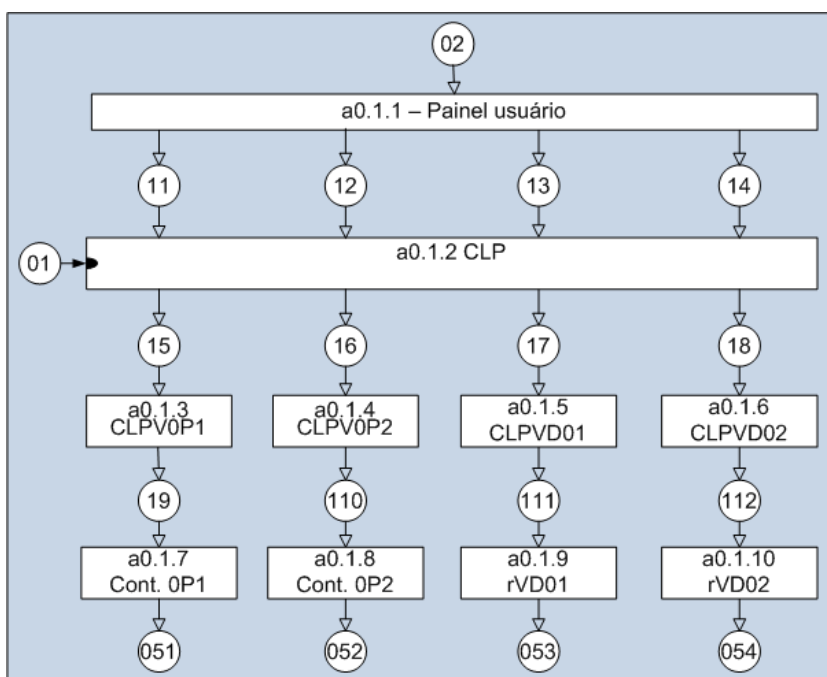 02
a0.1.1 – Painel usuário
11 12 13 14
a0.1.2 CLP
01
15 16 17 18
a0.1.3 a0.1.4 a0.1.5 a0.1.6
CLPV0P1 CLPV0P2 CLPVD01 CLPVD02
19 110 111 112
a0.1.7 a0.1.8 a0.1.9 a0.1.10
Cont. 0P1 Cont. 0P2 rVD01 rVD02
051 052 053 054